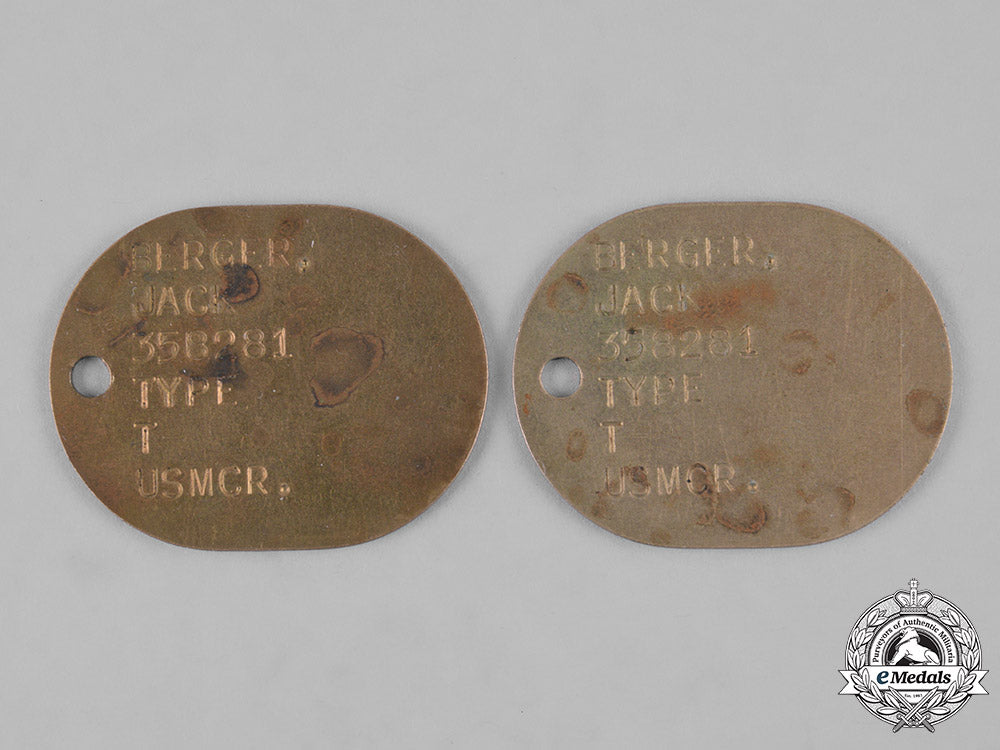 BERGER,
JACK
358281
TYPE
T
USMCR.
BERGER,
JACK
358281
TYPE
T
USMCR.
Purveyors of Authentic Militaria
eMedals